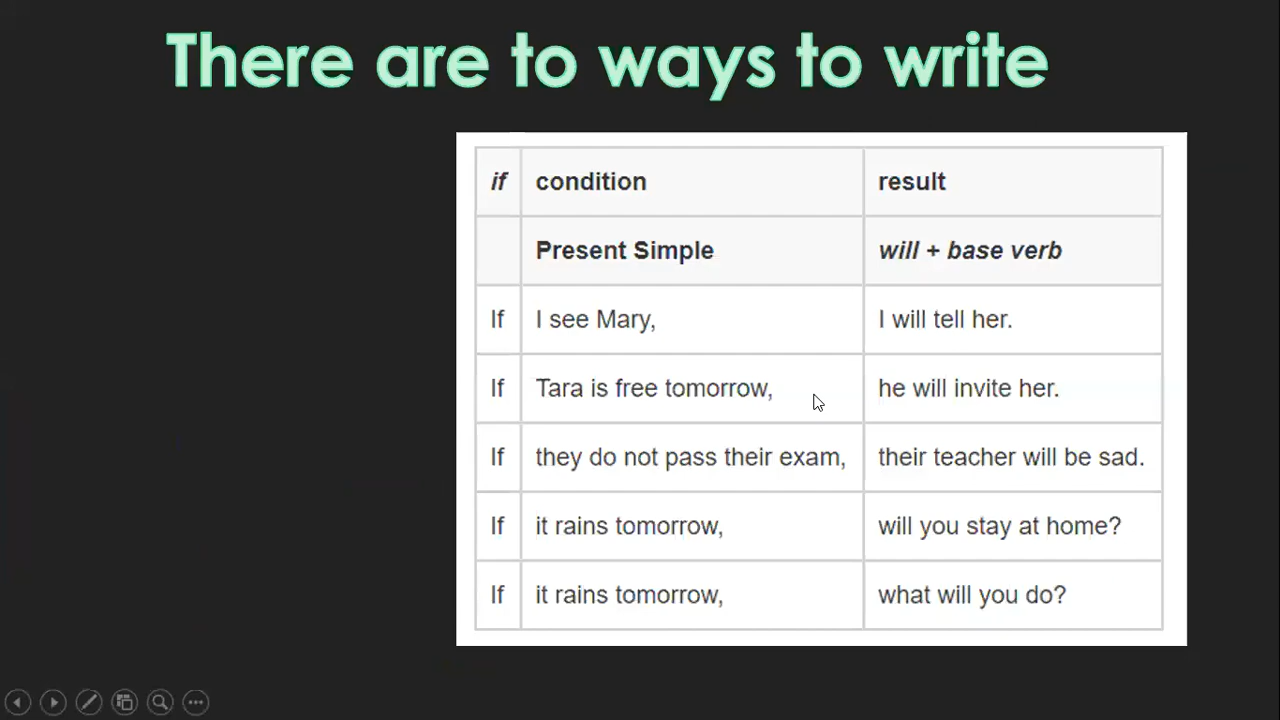 There are to ways to write
if condition result
Present Simple will + base verb
If I see Mary, I will tell her.
If Tara is free tomorrow, he will invite her.
If they do not pass their exam, their teacher will be sad.
If it rains tomorrow, will you stay at home?
If it rains tomorrow, what will you do?